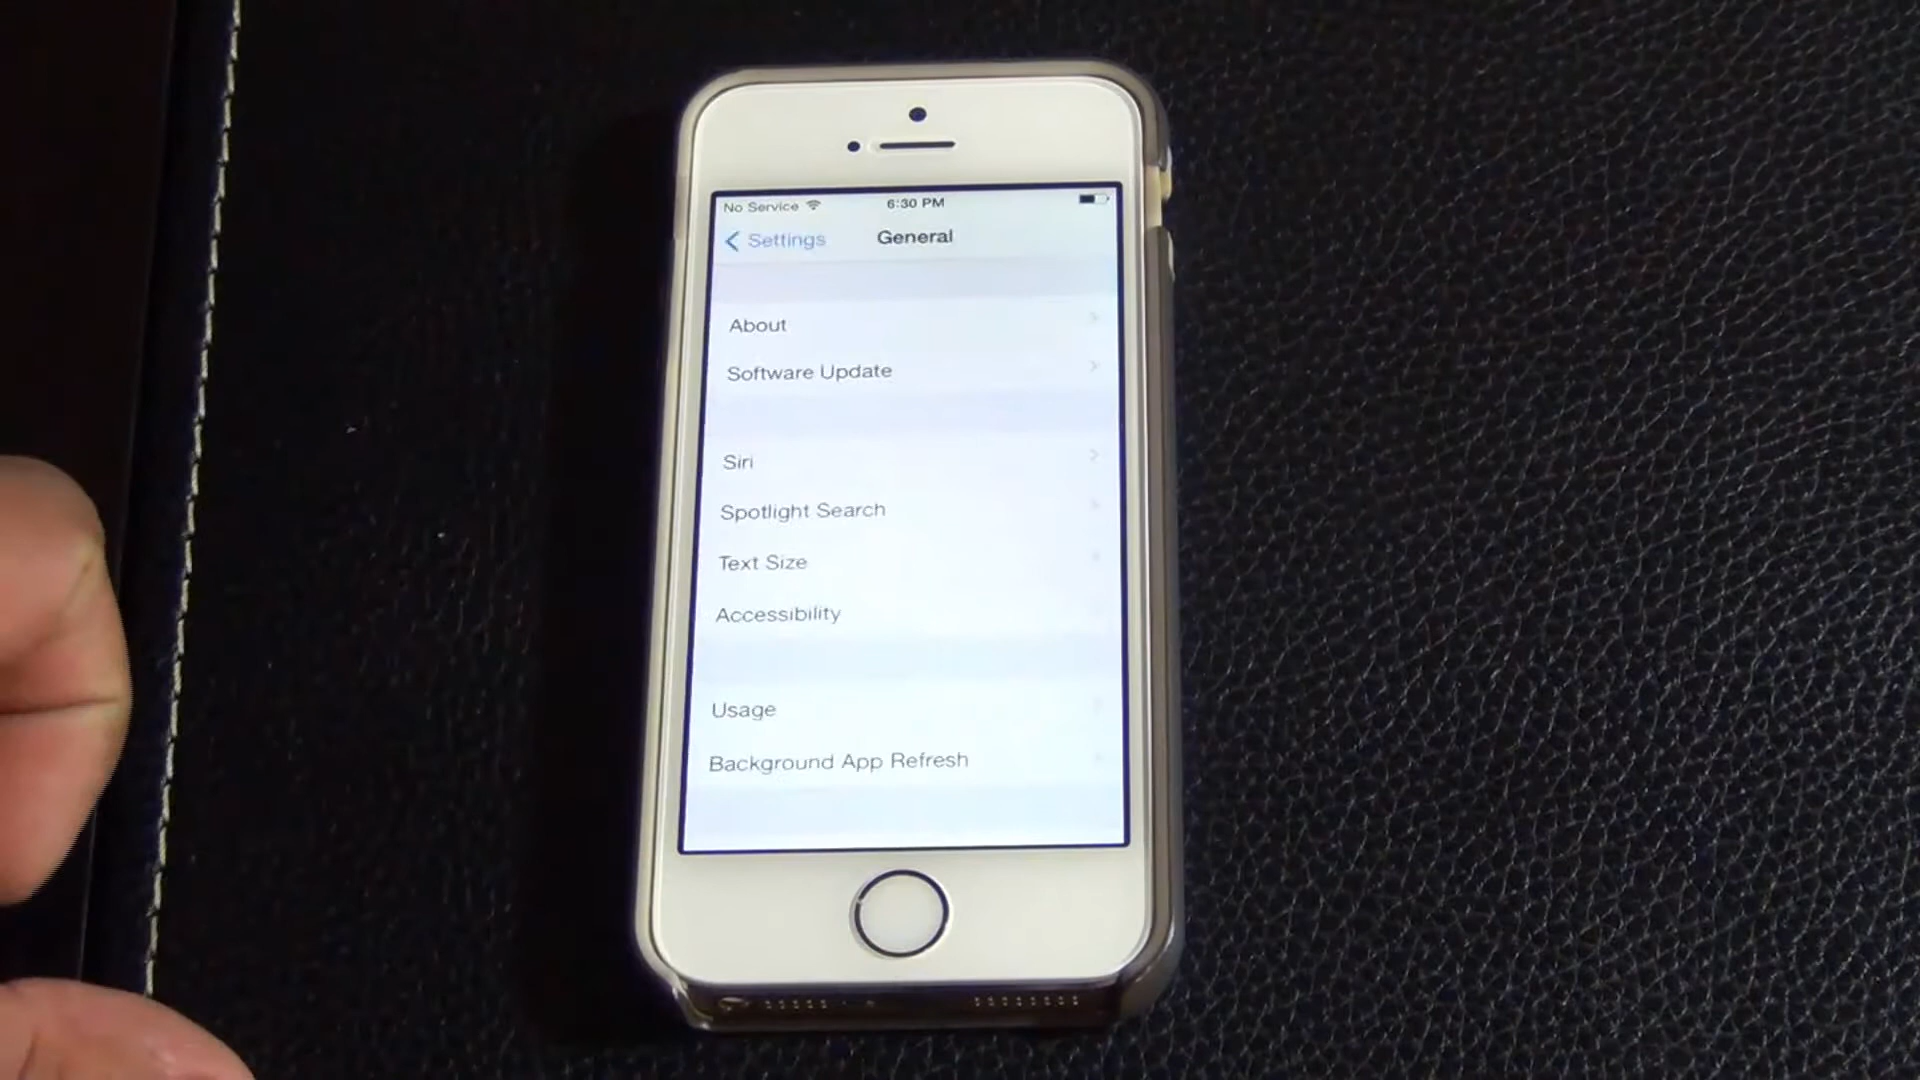 No Service 6:30 PM
Settings General
About
Software Update
Siri
Spotlight Search
Text Size
Accessibility
Usage
Background App Refresh